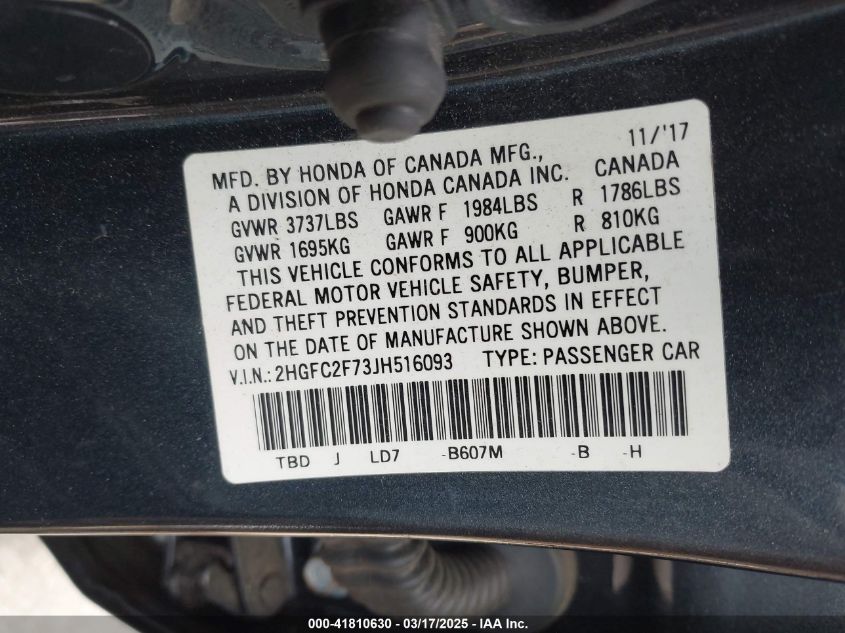 11/'17
MFD. BY HONDA OF CANADA MFG., CANADA
A DIVISION OF HONDA CANADA INC.
GVWR 3737LBS GAWR F 1984LBS R 1786LBS
GVWR 1695KG GAWR F 900KG R 810KG
THIS VEHICLE CONFORMS TO ALL APPLICABLE
FEDERAL MOTOR VEHICLE SAFETY, BUMPER,
AND THEFT PREVENTION STANDARDS IN EFFECT
ON THE DATE OF MANUFACTURE SHOWN ABOVE.
V.I.N.: 2HGFC2F73JH516093 TYPE: PASSENGER CAR
TBD J LD7 -B607M -B -H
000-41810630 - 03/17/2025 - IAA Inc.